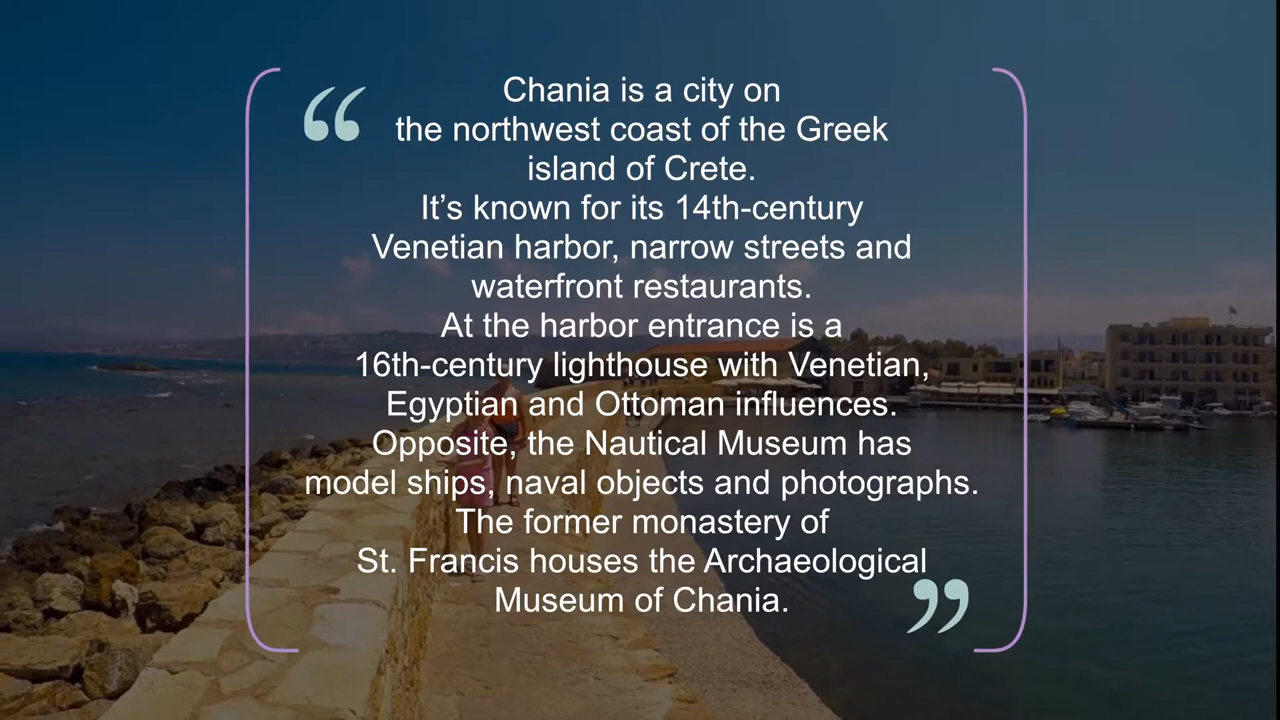 Chania is a city on
the northwest coast of the Greek
island of Crete.
It’s known for its 14th-century
Venetian harbor, narrow streets and
waterfront restaurants.
At the harbor entrance is a
16th-century lighthouse with Venetian,
Egyptian and Ottoman influences.
Opposite, the Nautical Museum has
model ships, naval objects and photographs.
The former monastery of
St. Francis houses the Archaeological
Museum of Chania.